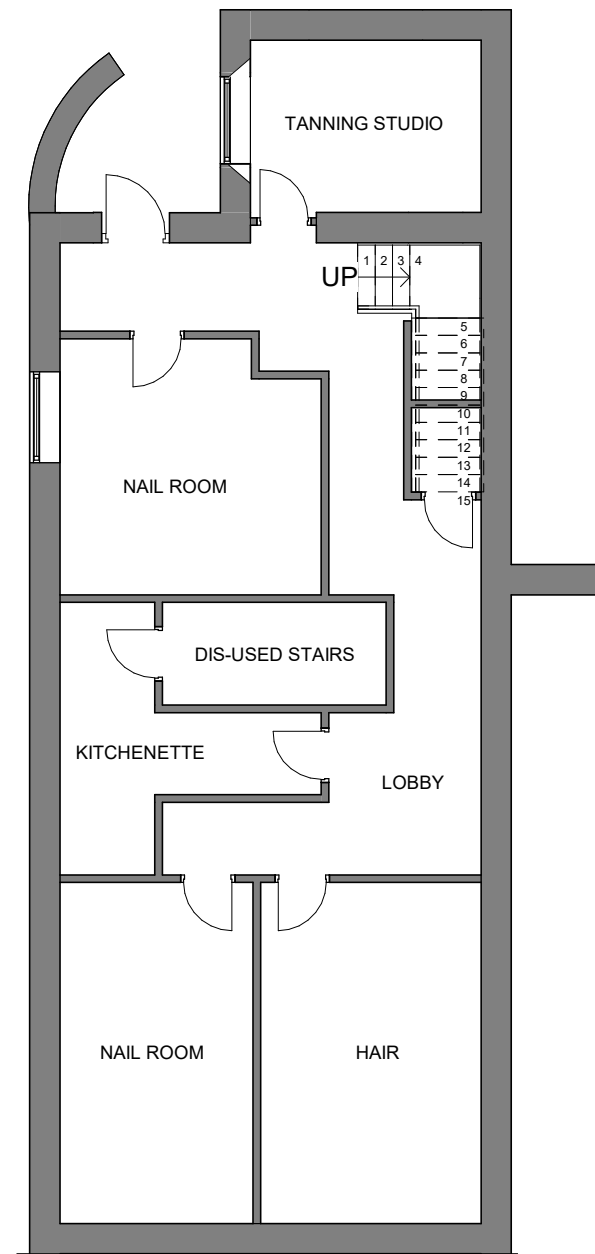 TANNING STUDIO
UP
1 2 3 4
5
6
7
8
9
10
11
12
13
14
15
NAIL ROOM
DIS-USED STAIRS
KITCHENETTE
LOBBY
NAIL ROOM
HAIR